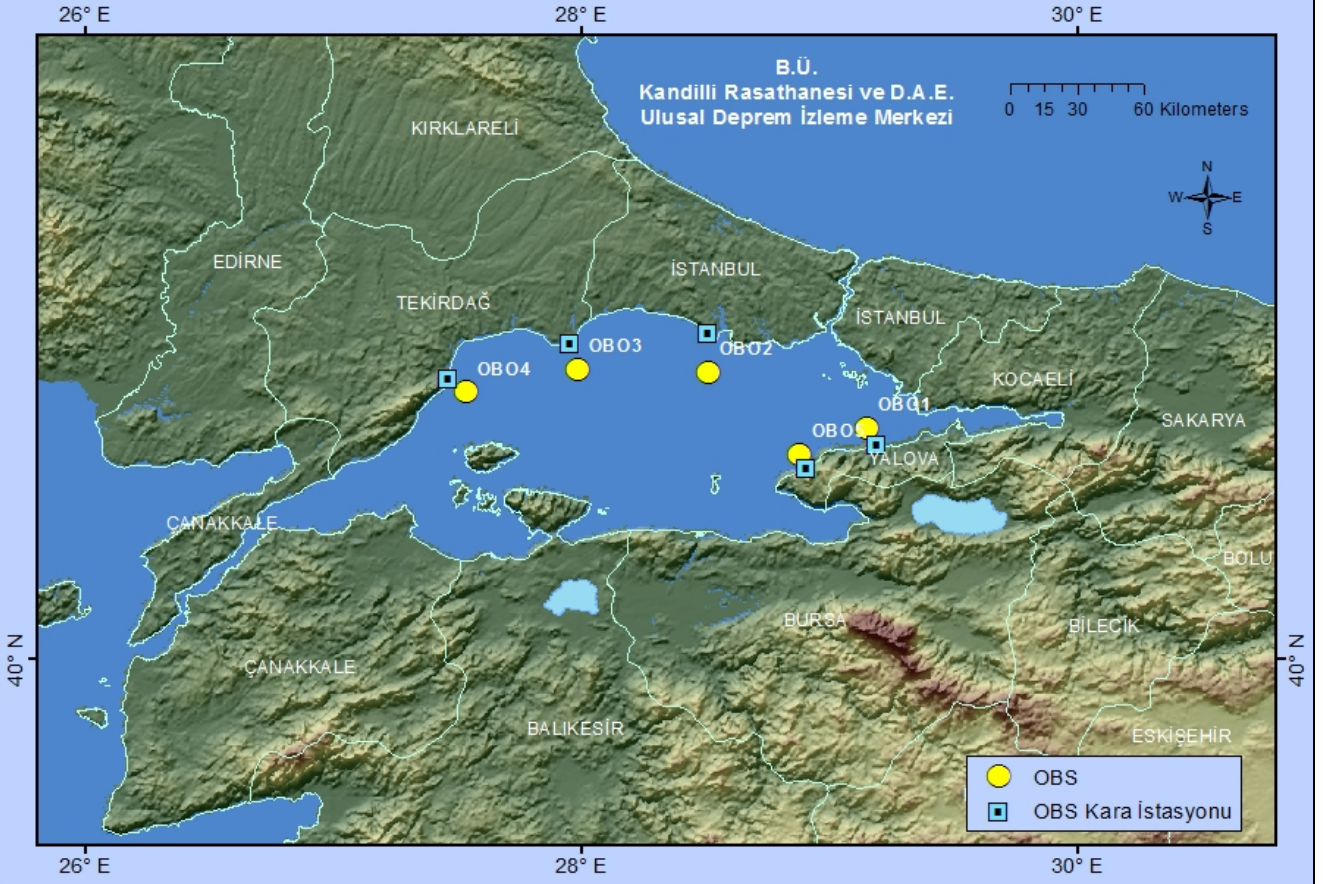 26° E 28° E 30° E
B.Ü.
Kandilli Rasathanesi ve D.A.E.
Ulusal Deprem İzleme Merkezi
0 15 30 60 Kilometers
N
W E
S
KIRKLARELİ
EDİRNE
İSTANBUL
TEKİRDAĞ
İSTANBUL
OBO3
OBO2
OBO4
KOCAELİ
OBO1
SAKARYA
OBO5
YALOVA
ÇANAKKALE
BOLU
BURSA
BİLECİK
40° N
ÇANAKKALE
40° N
BALIKESİR
ESKİŞEHİR
OBS
OBS Kara İstasyonu
26° E 28° E 30° E